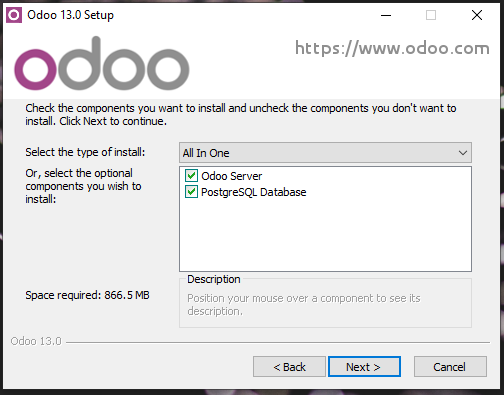 Odoo 13.0 Setup
odoo
https://www.odoo.com
Check the components you want to install and uncheck the components you don't want to
install. Click Next to continue.
Select the type of install:
All In One
Or, select the optional
components you wish to
install:
Odoo Server
PostgreSQL Database
Space required: 866.5 MB
Description
Position your mouse over a component to see its
description.
Odoo 13.0
< Back
Next >
Cancel